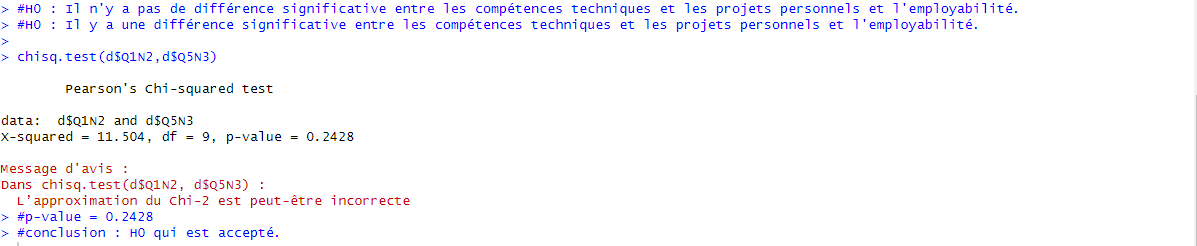 > #H0 : Il n'y a pas de différence significative entre les compétences techniques et les projets personnels et l'employabilité.
> #H0 : Il y a une différence significative entre les compétences techniques et les projets personnels et l'employabilité.
>
> chisq.test(d$Q1N2,d$Q5N3)
Pearson's Chi-squared test
data:  d$Q1N2 and d$Q5N3
X-squared = 11.504, df = 9, p-value = 0.2428
Message d'avis :
Dans chisq.test(d$Q1N2, d$Q5N3) :
L'approximation du Chi-2 est peut-être incorrecte
> #p-value = 0.2428
> #conclusion : H0 qui est accepté.